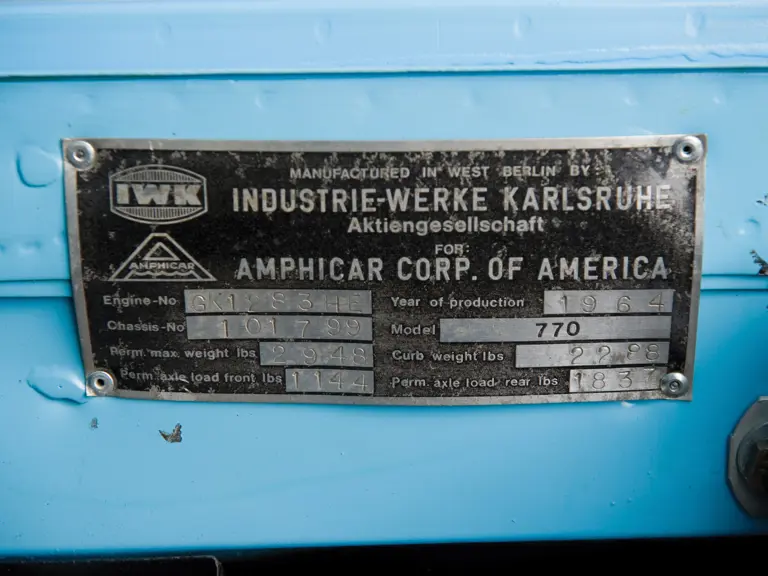 IWK
MANUFACTURED IN WEST BERLIN BY:
INDUSTRIE-WERKE KARLSRUHE
Aktiengesellschaft
FOR:
AMPHICAR
AMPHICAR CORP. OF AMERICA
Engine-No Year of production 1964
Chassis-No 101799 Model 770
Perm. max. weight lbs 2948 Curb weight lbs 2288
Perm. axle load front lbs 1144 Perm. axle load rear lbs 1837